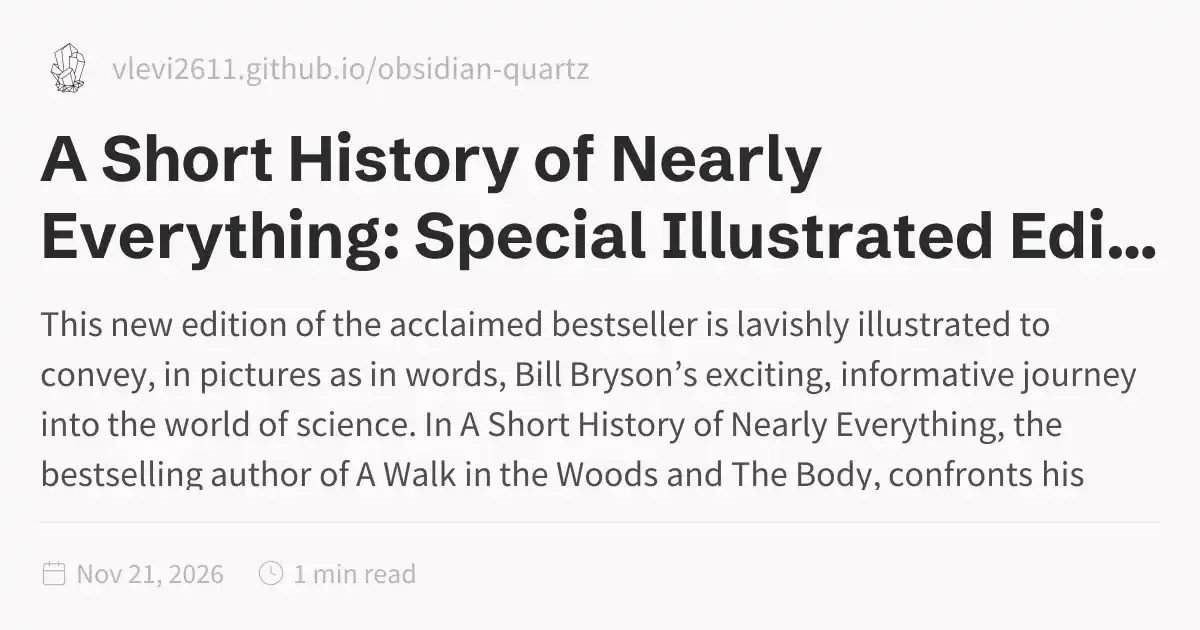 vlevi2611.github.io/obsidian-quartz
A Short History of Nearly
Everything: Special Illustrated Edi...
This new edition of the acclaimed bestseller is lavishly illustrated to
convey, in pictures as in words, Bill Bryson’s exciting, informative journey
into the world of science. In A Short History of Nearly Everything, the
bestselling author of A Walk in the Woods and The Body, confronts his
Nov 21, 2026 1 min read